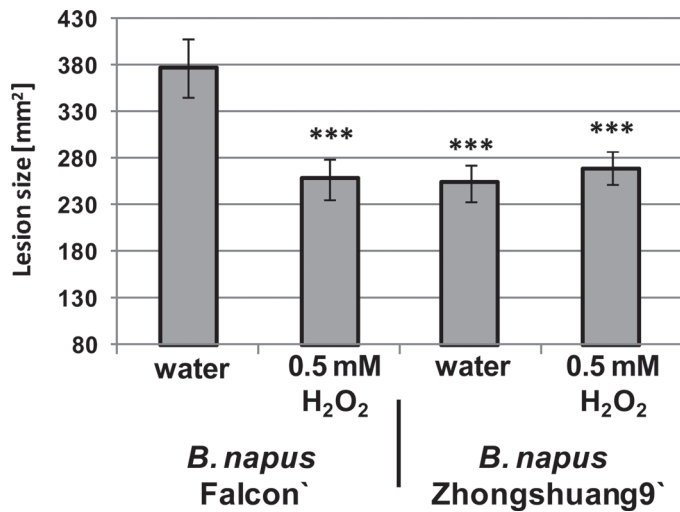 Lesion size [mm²]
430
380
330
280
230
180
130
80
***
***
***
water
0.5 mM
H₂O₂
water
0.5 mM
H₂O₂
B. napus
Falcon`
B. napus
Zhongshuang9`